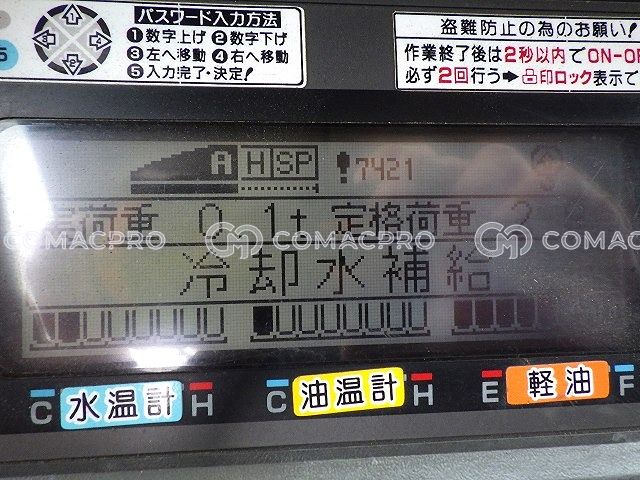 パスワード入力方法
①数字上げ ②数字下げ
③左へ移動 ④右へ移動
⑤入力完了・決定!
盗難防止の為のお願い!
作業終了後は2秒以内でON-OF
必ず2回行う➡印ロック表示で
A H SP !7421
荷重 0.1t 定格荷重
COMACPRO COMACPRO COMACPRO
冷却水補給
C 水温計 H C 油温計 H E 軽油 F